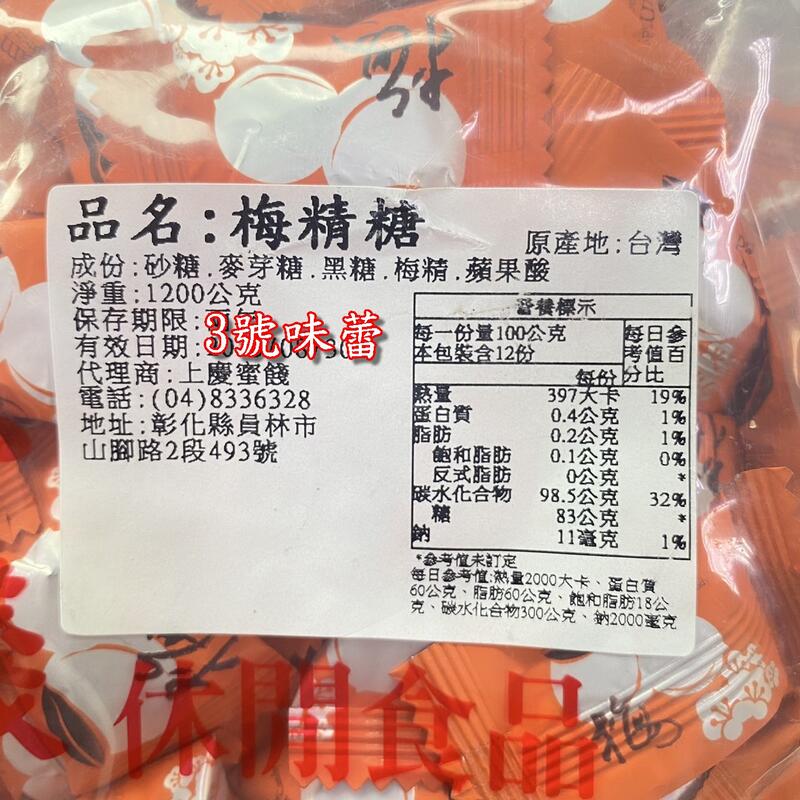 品名:梅精糖
原產地:台灣
成份:砂糖.麥芽糖.黑糖.梅精.蘋果酸
淨重:1200公克
保存期限:
有效日期:
3號味蕾
代理商:上慶蜜餞
電話:(04)8336328
地址:彰化縣員林市
山腳路2段493號
營養標示
每一份量100公克
本包裝含12份
每日參
考值百
分比
每份
熱量 397大卡 19%
蛋白質 0.4公克 1%
脂肪 0.2公克 1%
飽和脂肪 0.1公克 0%
反式脂肪 0公克 *
碳水化合物 98.5公克 32%
糖 83公克 *
鈉 11毫克 1%
*參考值未訂定
每日參考值:熱量2000大卡、蛋白質
60公克、脂肪60公克、飽和脂肪18公
克、碳水化合物300公克、鈉2000毫克
休閒食品
梅